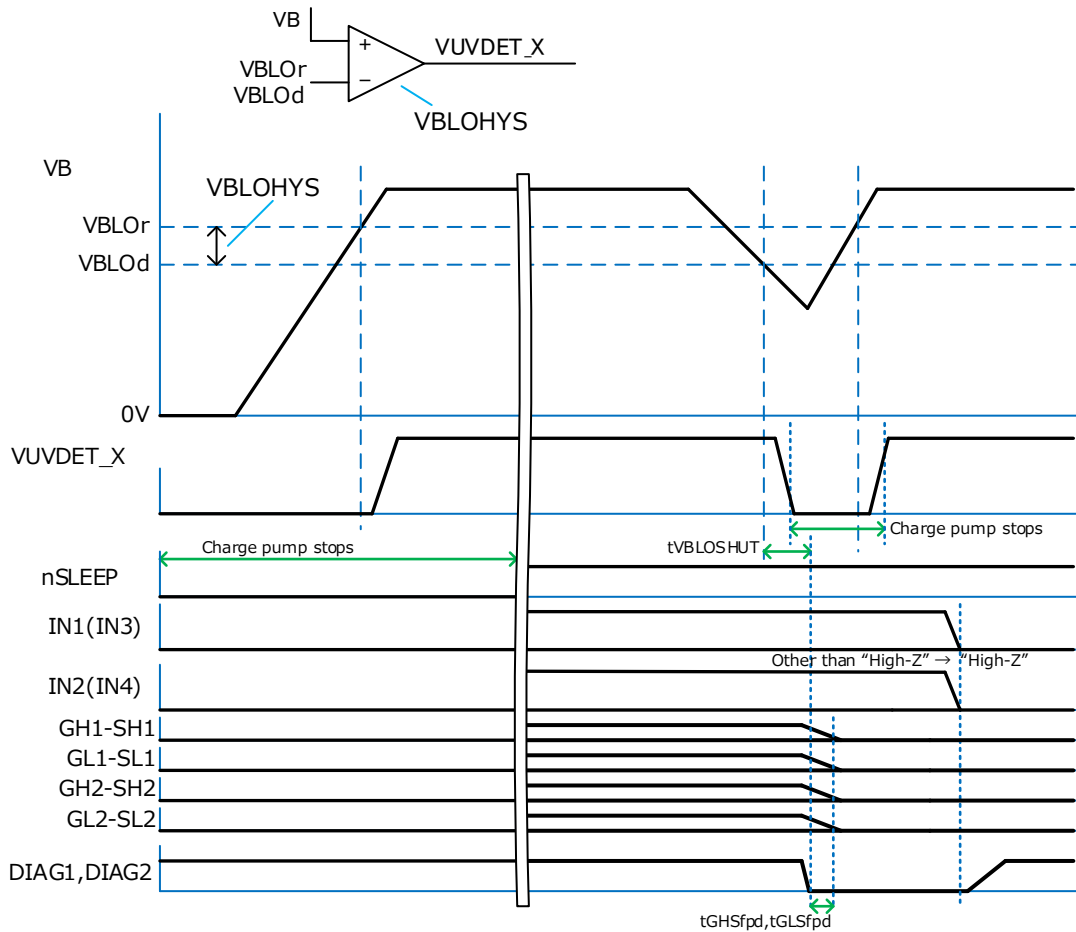 VB
VUVDET_X
VBLOr
VBLOd
VBLOHYS
VB
VBLOHYS
VBLOr
VBLOd
0V
VUVDET_X
Charge pump stops
Charge pump stops
tVBLOSHUT
nSLEEP
IN1(IN3)
Other than “High-Z” → “High-Z”
IN2(IN4)
GH1-SH1
GL1-SL1
GH2-SH2
GL2-SL2
DIAG1,DIAG2
tGHSfpd,tGLSfpd